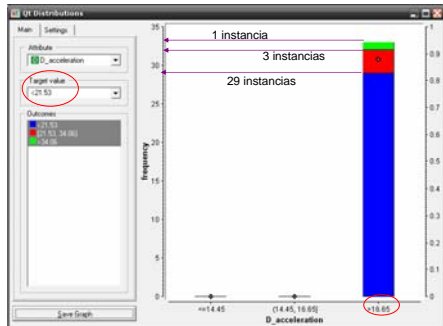 Qt Distributions
Main Settings
Attribute
D_acceleration
Target value
<21.53
Outcomes
<21.53
[21.53, 34.06]
>34.06
Save Graph
1 instancia
3 instancias
29 instancias
frequency
35
30
25
20
15
10
5
0
1
0.9
0.8
0.7
0.6
0.5
0.4
0.3
0.2
0.1
0
<=14.45
(14.45, 16.65]
>16.65
D_acceleration